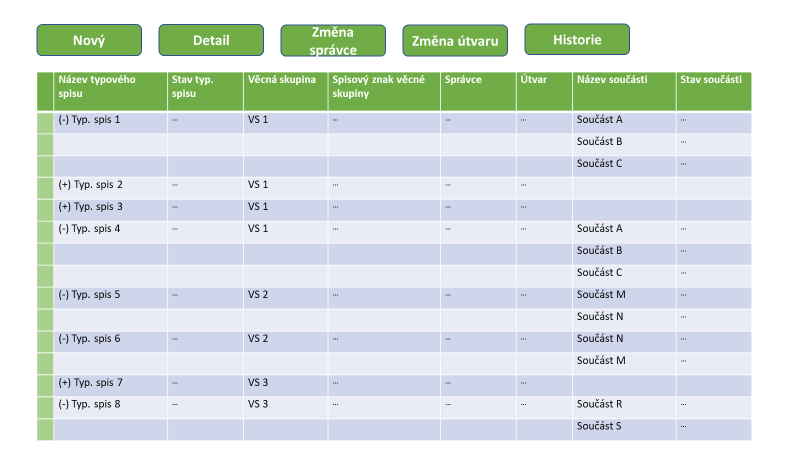 Nový Detail Změna správce Změna útvaru Historie
Název typového spisu Stav typ. spisu Věcná skupina Spisový znak věcné skupiny Správce Útvar Název součásti Stav součásti
(-) Typ. spis 1 ... VS 1 ... ... ... Součást A ...
Součást B ...
Součást C ...
(+) Typ. spis 2 ... VS 1 ... ... ...
(+) Typ. spis 3 ... VS 1 ... ... ...
(-) Typ. spis 4 ... VS 1 ... ... ... Součást A ...
Součást B ...
Součást C ...
(-) Typ. spis 5 ... VS 2 ... ... ... Součást M ...
Součást N ...
(-) Typ. spis 6 ... VS 2 ... ... ... Součást N ...
Součást M ...
(+) Typ. spis 7 ... VS 3 ... ... ...
(-) Typ. spis 8 ... VS 3 ... ... ... Součást R ...
Součást S ...